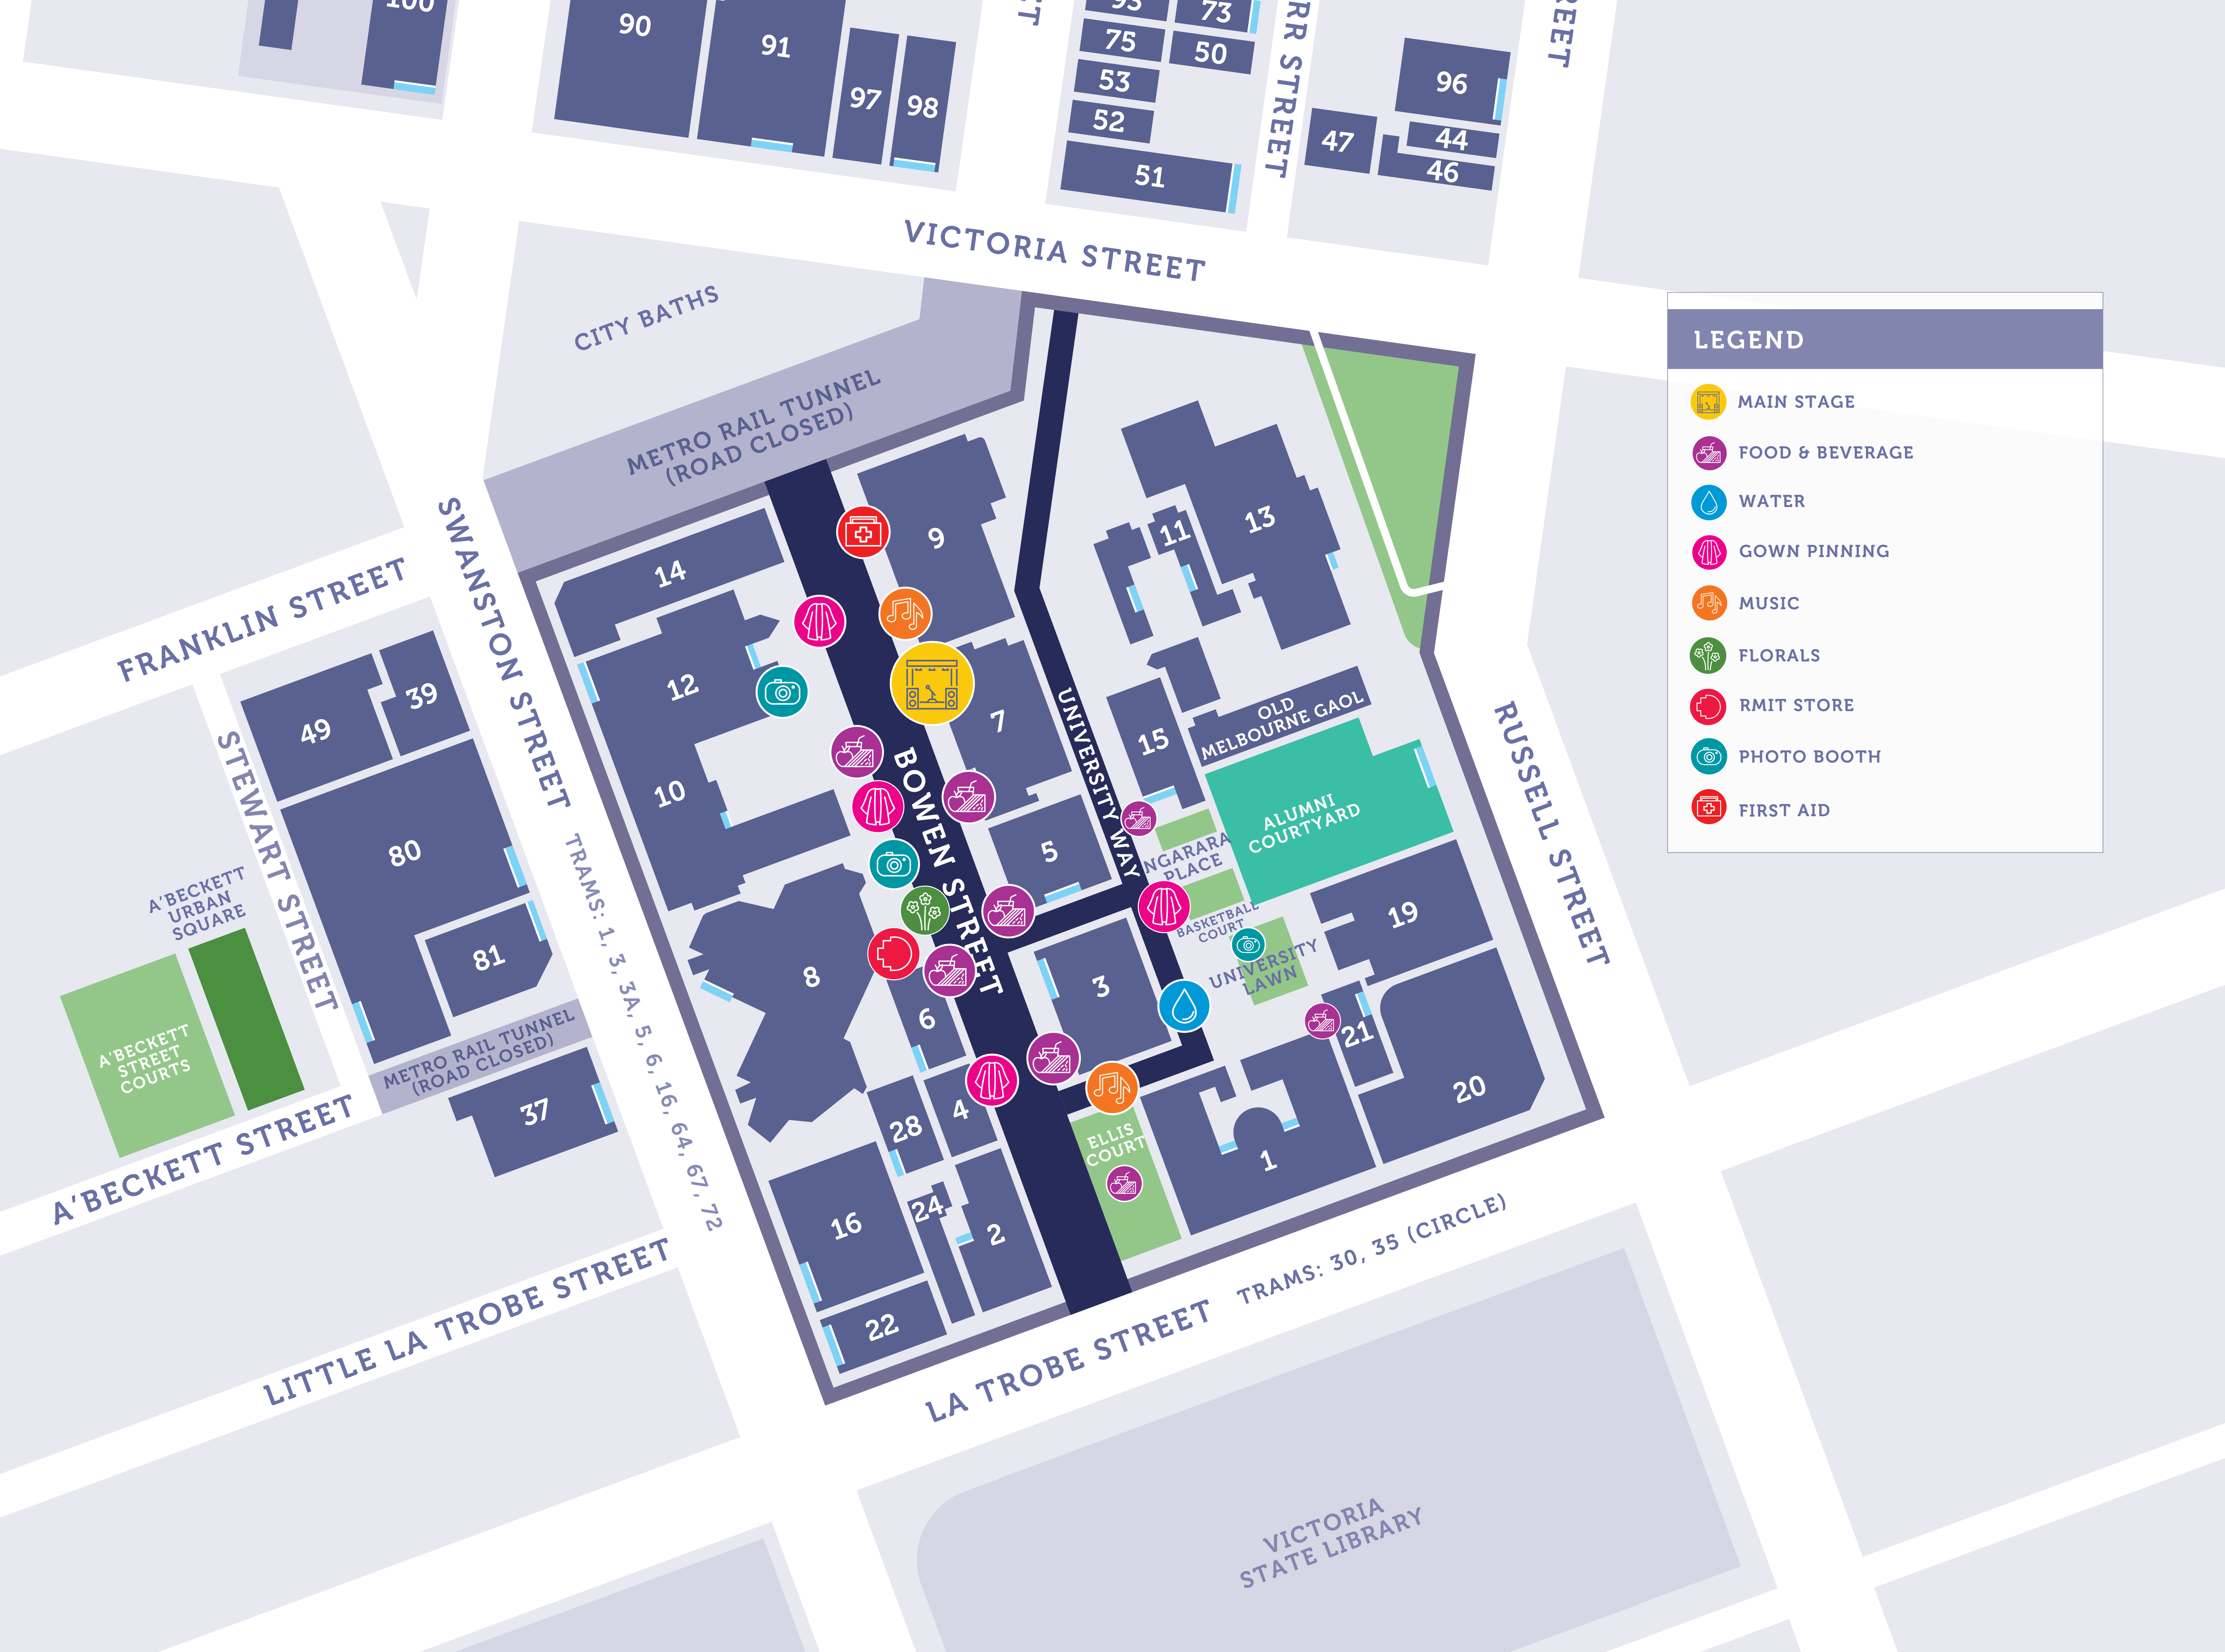 100
90
91
97
98
93
73
75
50
53
52
51
96
47
44
46
VICTORIA STREET
CITY BATHS
METRO RAIL TUNNEL
(ROAD CLOSED)
LEGEND
MAIN STAGE
FOOD & BEVERAGE
WATER
GOWN PINNING
MUSIC
FLORALS
RMIT STORE
PHOTO BOOTH
FIRST AID
FRANKLIN STREET
SWANSTON STREET
TRAMS: 1, 3, 3A, 5, 6, 16, 64, 67, 72
STEWART STREET
49
39
80
81
37
A'BECKETT
URBAN
SQUARE
A'BECKETT
STREET
COURTS
METRO RAIL TUNNEL
(ROAD CLOSED)
A'BECKETT STREET
LITTLE LA TROBE STREET
14
9
12
10
7
5
11
13
15
OLD
MELBOURNE GAOL
ALUMNI
COURTYARD
UNIVERSITY WAY
BOWEN STREET
NGARARA
PLACE
BASKETBALL
COURT
UNIVERSITY
LAWN
19
RUSSELL STREET
8
6
3
21
20
28
4
ELLIS
COURT
1
16
24
2
22
LA TROBE STREET
TRAMS: 30, 35 (CIRCLE)
VICTORIA
STATE LIBRARY